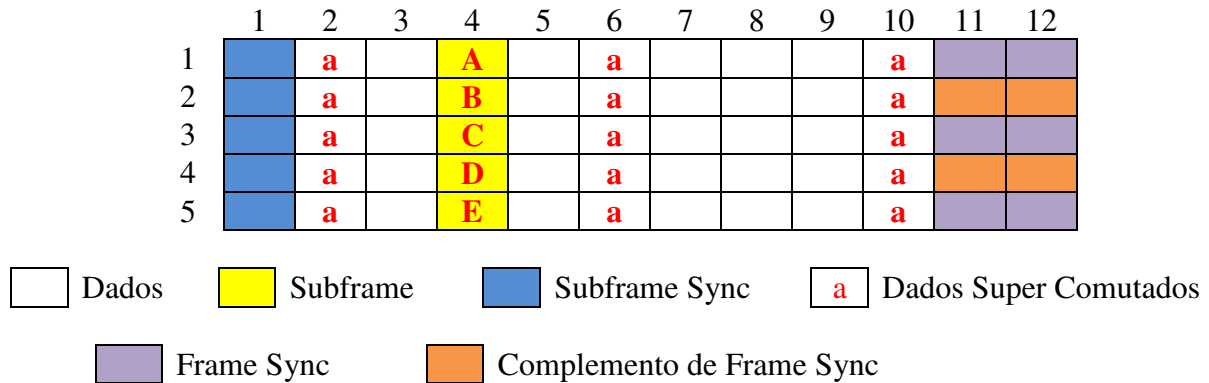 1 2 3 4 5 6 7 8 9 10 11 12
1 a A a a
2 a B a a
3 a C a a
4 a D a a
5 a E a a
Dados Subframe Subframe Sync a Dados Super Comutados
Frame Sync Complemento de Frame Sync